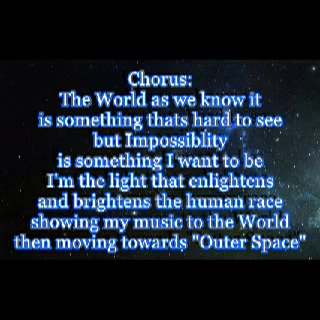 Chorus:
The World as we know it
is something thats hard to see
but Impossiblity
is something I want to be
I'm the light that enlightens
and brightens the human race
showing my music to the World
then moving towards "Outer Space"